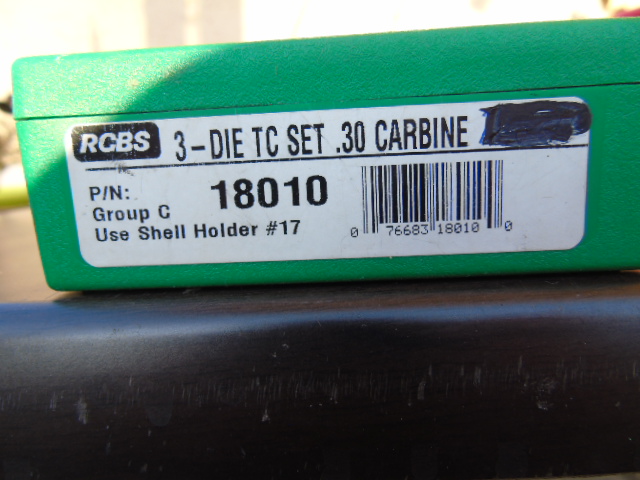 RCBS 3-DIE TC SET .30 CARBINE
P/N: 18010
Group C
Use Shell Holder #17
0 76683 18010 0